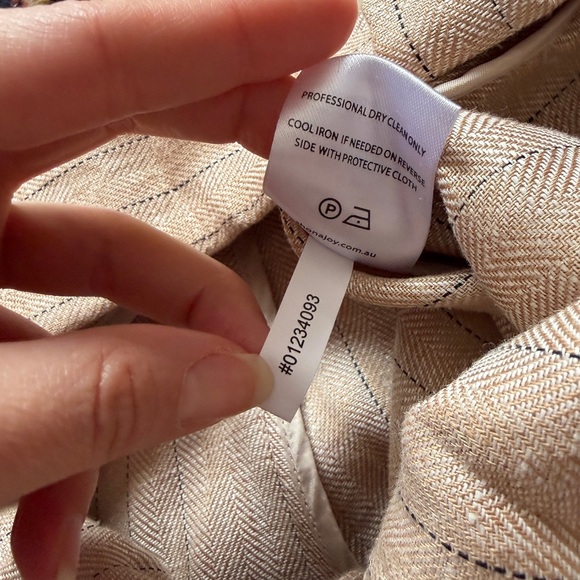 PROFESSIONAL DRY CLEAN ONLY
COOL IRON IF NEEDED ON REVERSE
SIDE WITH PROTECTIVE CLOTH
P
#01234093